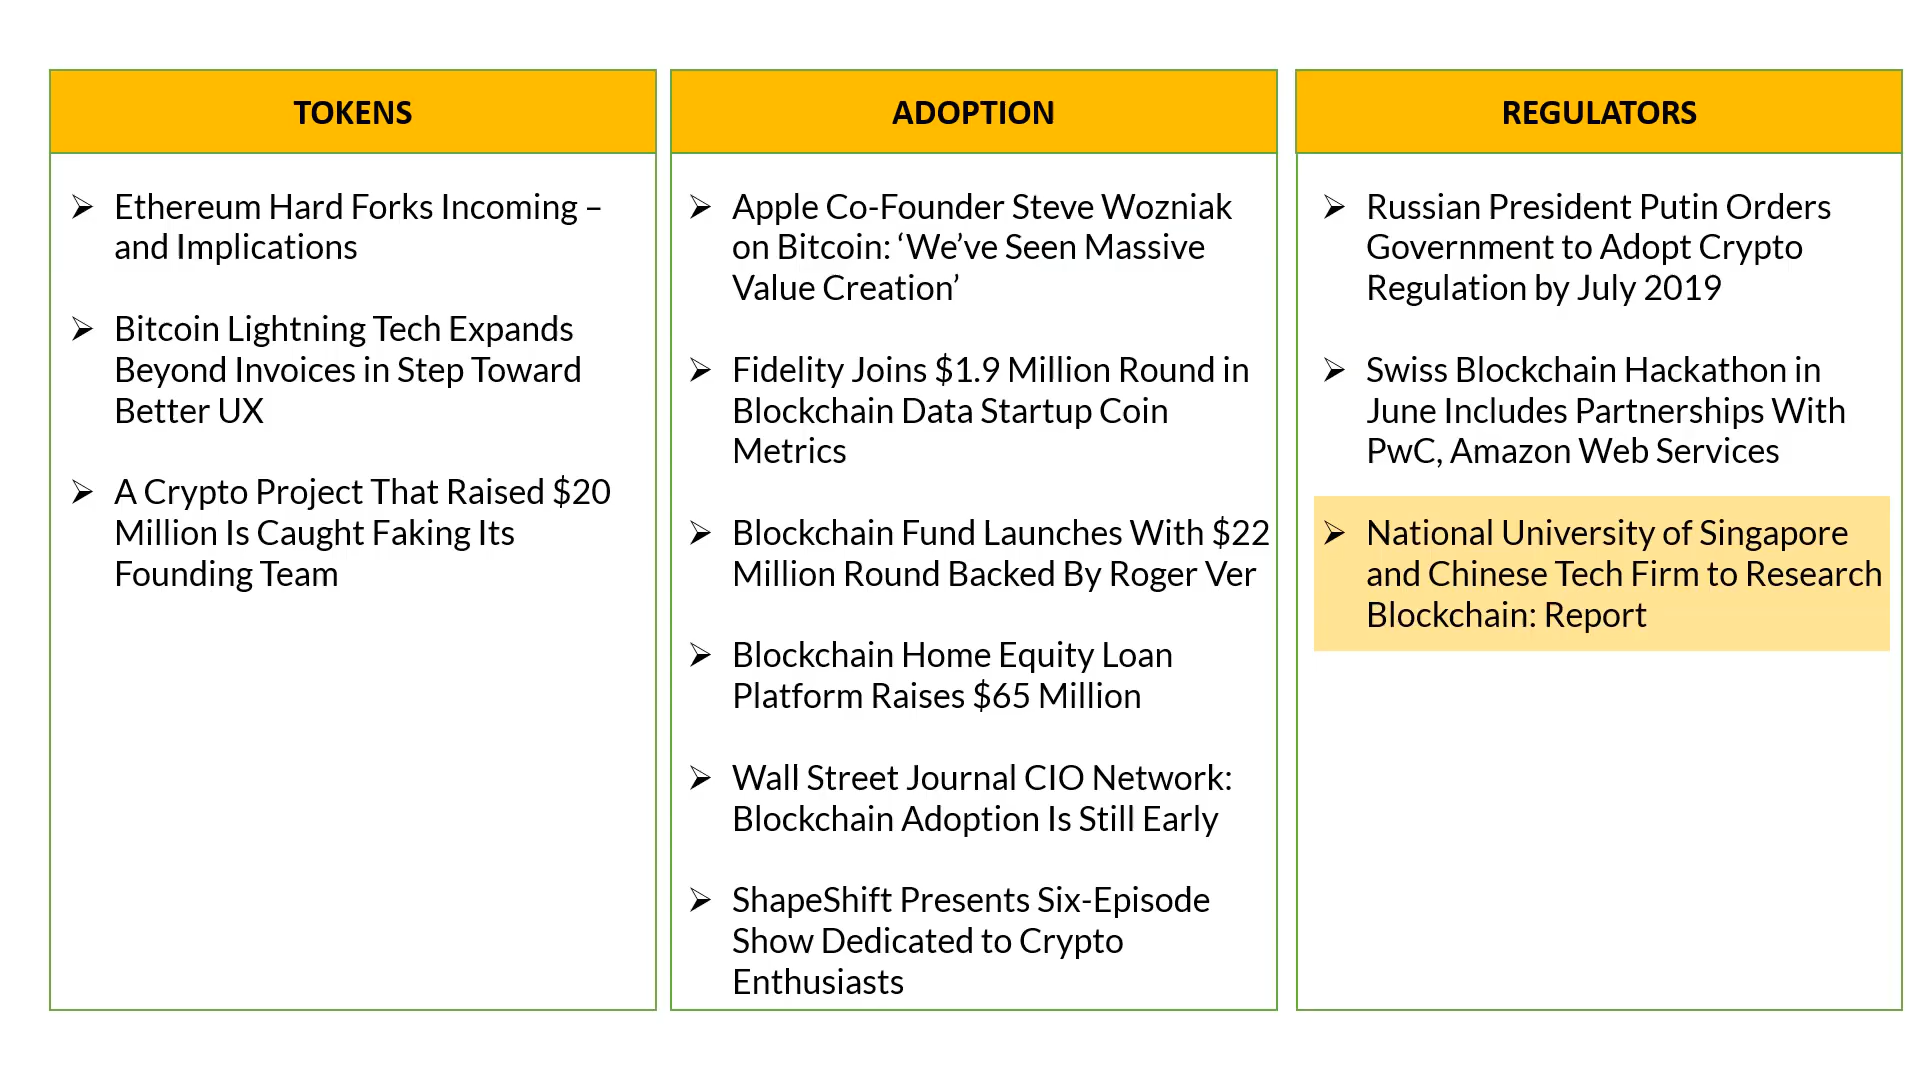 TOKENS
➢ Ethereum Hard Forks Incoming –
and Implications
➢ Bitcoin Lightning Tech Expands
Beyond Invoices in Step Toward
Better UX
➢ A Crypto Project That Raised $20
Million Is Caught Faking Its
Founding Team
ADOPTION
➢ Apple Co-Founder Steve Wozniak
on Bitcoin: ‘We’ve Seen Massive
Value Creation’
➢ Fidelity Joins $1.9 Million Round in
Blockchain Data Startup Coin
Metrics
➢ Blockchain Fund Launches With $22
Million Round Backed By Roger Ver
➢ Blockchain Home Equity Loan
Platform Raises $65 Million
➢ Wall Street Journal CIO Network:
Blockchain Adoption Is Still Early
➢ ShapeShift Presents Six-Episode
Show Dedicated to Crypto
Enthusiasts
REGULATORS
➢ Russian President Putin Orders
Government to Adopt Crypto
Regulation by July 2019
➢ Swiss Blockchain Hackathon in
June Includes Partnerships With
PwC, Amazon Web Services
➢ National University of Singapore
and Chinese Tech Firm to Research
Blockchain: Report